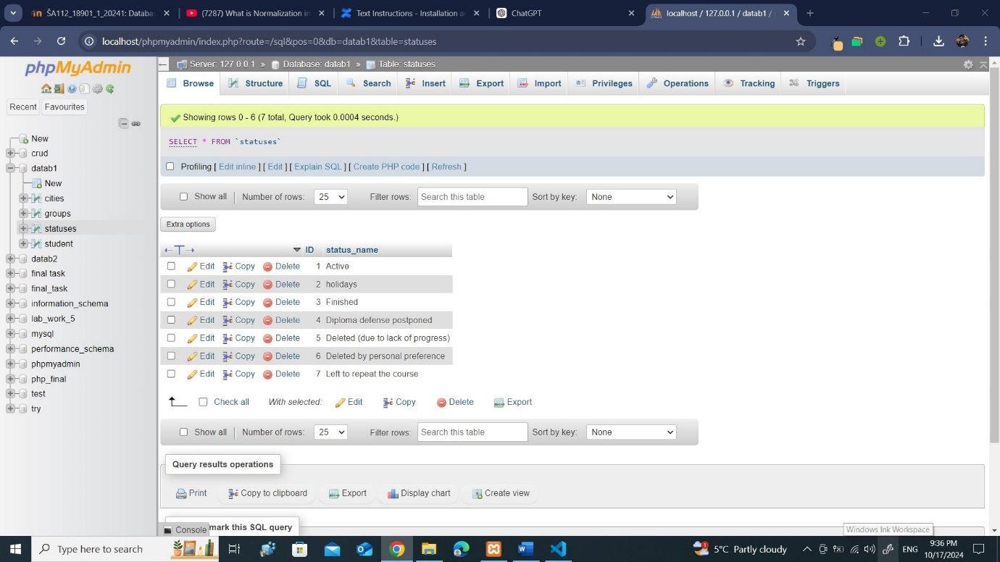 ŠA112_18901_1_20241: Databa
(7287) What is Normalization in
Text Instructions - Installation a
ChatGPT
localhost / 127.0.0.1 / datab1 /
localhost/phpmyadmin/index.php?route=/sql&pos=0&db=datab1&table=statuses
phpMyAdmin
Recent Favourites
New
crud
datab1
New
cities
groups
statuses
student
datab2
final task
final_task
information_schema
lab_work_5
mysql
performance_schema
phpmyadmin
php_final
test
try
Server: 127.0.0.1 » Database: datab1 » Table: statuses
Browse Structure SQL Search Insert Export Import Privileges Operations Tracking Triggers
Showing rows 0 - 6 (7 total, Query took 0.0004 seconds.)
SELECT * FROM `statuses`
Profiling [ Edit inline ] [ Edit ] [ Explain SQL ] [ Create PHP code ] [ Refresh ]
Show all Number of rows: 25 Filter rows: Search this table Sort by key: None
Extra options
←T→ ID status_name
Edit Copy Delete 1 Active
Edit Copy Delete 2 holidays
Edit Copy Delete 3 Finished
Edit Copy Delete 4 Diploma defense postponed
Edit Copy Delete 5 Deleted (due to lack of progress)
Edit Copy Delete 6 Deleted by personal preference
Edit Copy Delete 7 Left to repeat the course
Check all With selected: Edit Copy Delete Export
Show all Number of rows: 25 Filter rows: Search this table Sort by key: None
Query results operations
Print Copy to clipboard Export Display chart Create view
Console mark this SQL query
Windows Ink Workspace
Type here to search
5°C Partly cloudy ENG 9:36 PM
10/17/2024